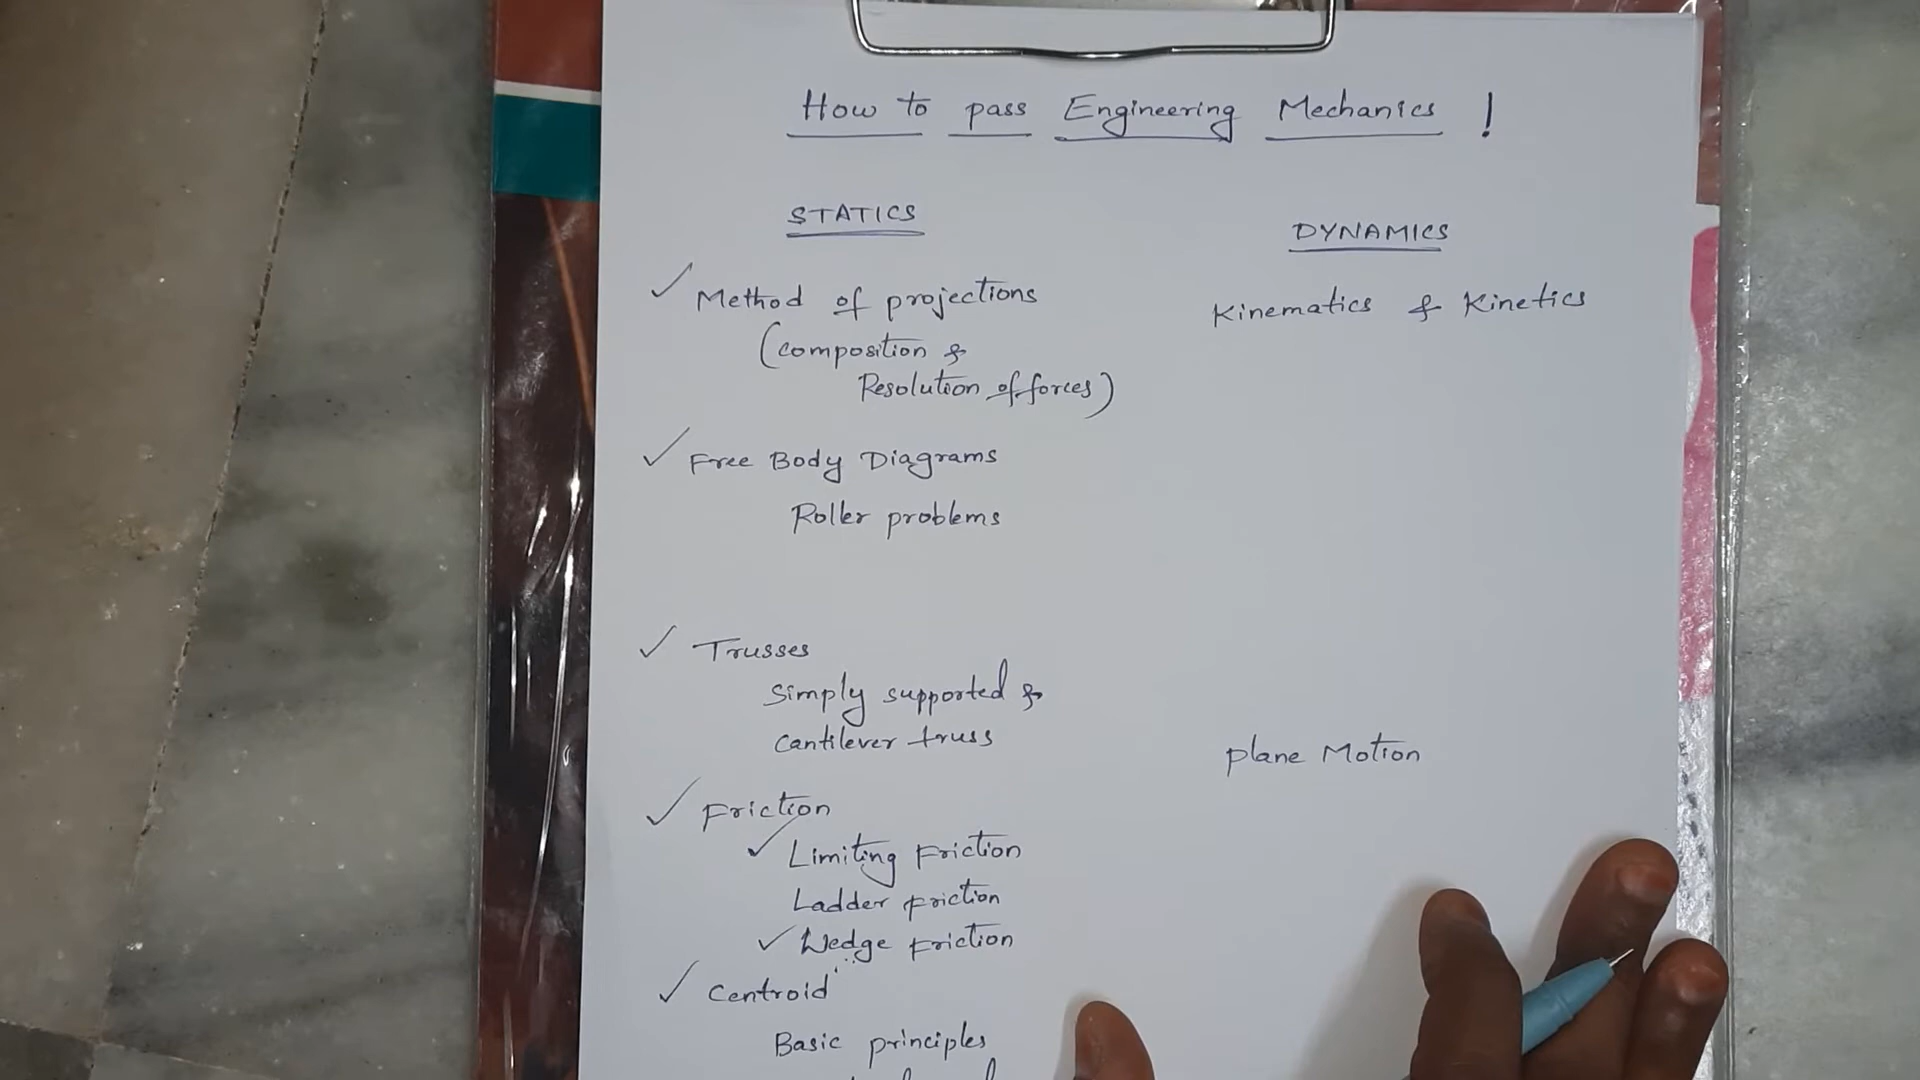 How to pass Engineering Mechanics !
STATICS
✓ Method of projections
(composition &
Resolution of forces)
✓ Free Body Diagrams
Roller problems
✓ Trusses
Simply supported &
cantilever truss
✓ Friction
✓ Limiting Friction
Ladder friction
✓ Wedge Friction
✓ Centroid
Basic principles
DYNAMICS
Kinematics & Kinetics
plane Motion